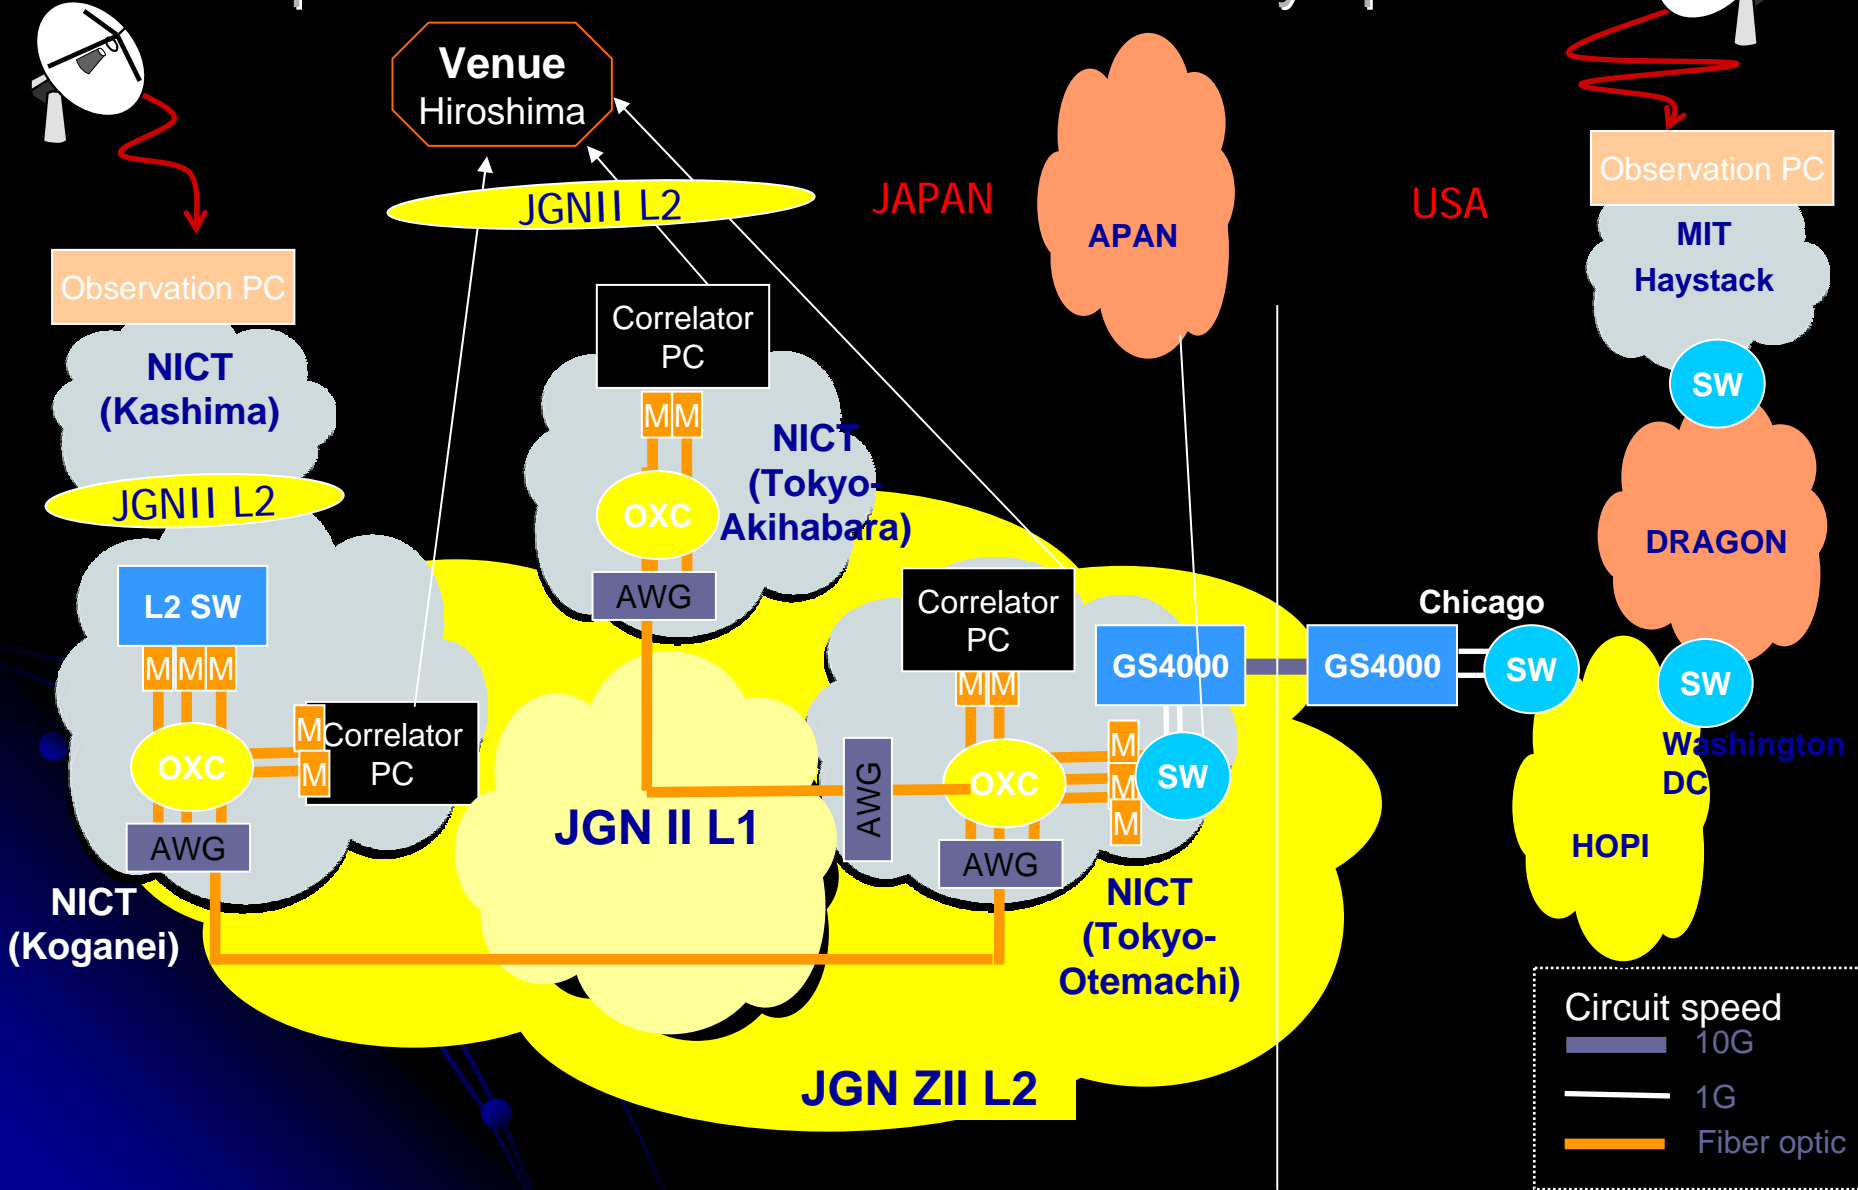 Venue
Hiroshima
JGNII L2
JAPAN
APAN
USA
Observation PC
MIT
Haystack
SW
Observation PC
NICT
(Kashima)
JGNII L2
Correlator
PC
M M
OXC
AWG
NICT
(Tokyo-
Akihabara)
DRAGON
L2 SW
M M M
OXC
M
M
Correlator
PC
AWG
NICT
(Koganei)
JGN II L1
Correlator
PC
M M
AWG
OXC
M
M
M
SW
AWG
NICT
(Tokyo-
Otemachi)
GS4000
GS4000
Chicago
SW
SW
Washington
DC
HOPI
JGN ZII L2
Circuit speed
10G
1G
Fiber optic